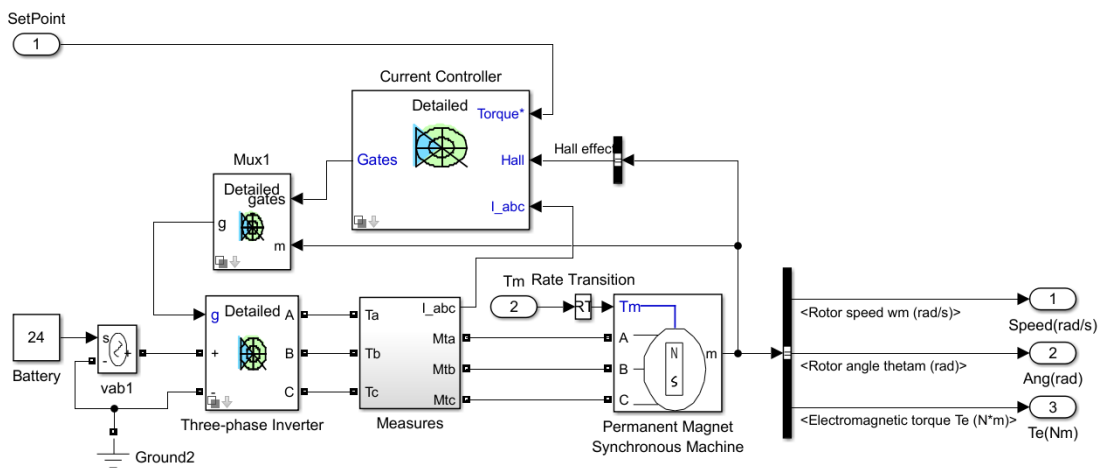 SetPoint
1
Current Controller
Detailed
Torque*
Gates
Hall
I_abc
Hall effect
Mux1
Detailed
gates
g
m
Tm
Rate Transition
2
RT
24
Battery
s
-
+
vab1
Detailed
g
+
-
A
B
C
Three-phase Inverter
Ta
Tb
Tc
I_abc
Mta
Mtb
Mtc
Measures
Tm
A
B
C
N
S
m
Permanent Magnet
Synchronous Machine
<Rotor speed wm (rad/s)>
1
Speed(rad/s)
<Rotor angle thetam (rad)>
2
Ang(rad)
<Electromagnetic torque Te (N*m)>
3
Te(Nm)
Ground2